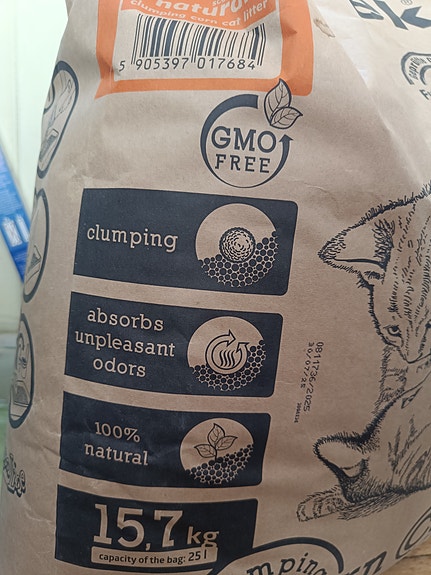 naturo
clumping corn cat litter
5 905397 017684
GMO
FREE
clumping
absorbs
unpleasant
odors
100%
natural
15,7 kg
capacity of the bag: 25 l